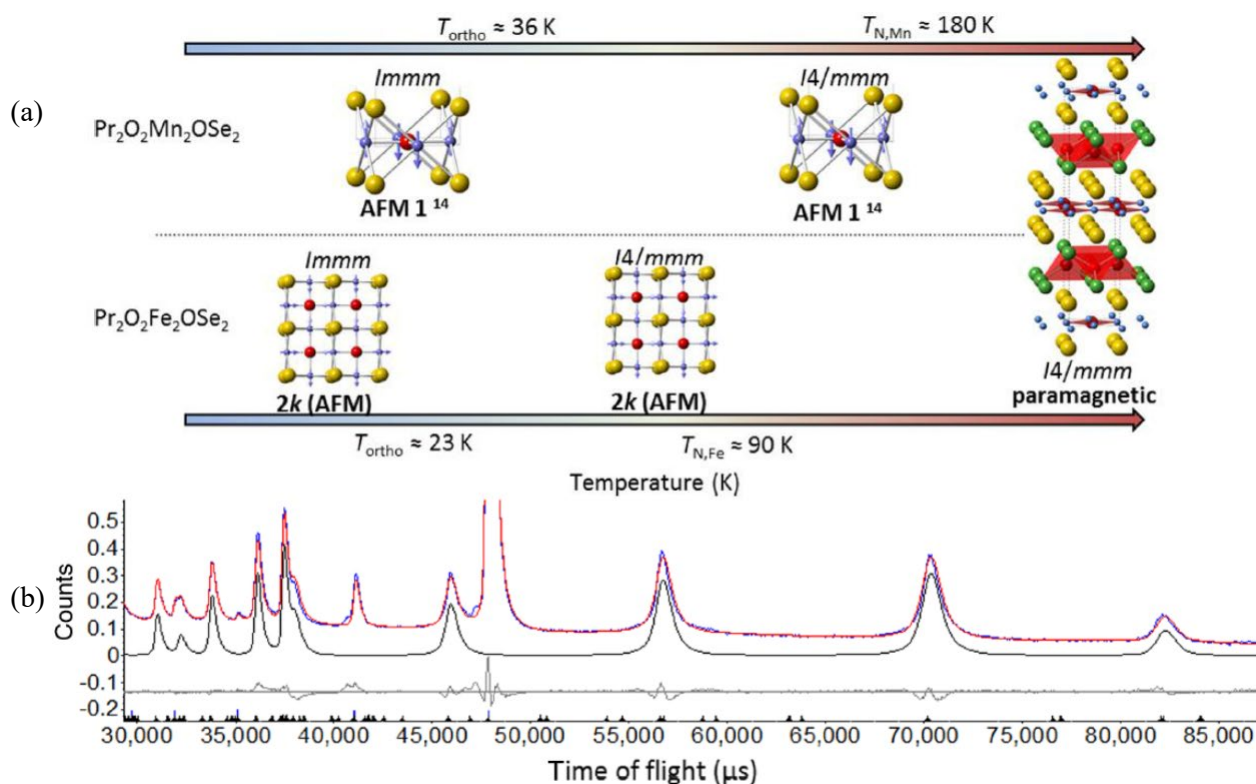 T_ortho ≈ 36 K T_N,Mn ≈ 180 K
(a)
Immm I4/mmm
Pr₂O₂Mn₂OSe₂
AFM 1 ¹⁴ AFM 1 ¹⁴
Immm I4/mmm
Pr₂O₂Fe₂OSe₂
I4/mmm
2k (AFM) 2k (AFM) paramagnetic
T_ortho ≈ 23 K T_N,Fe ≈ 90 K
Temperature (K)
(b)
Counts
0.5
0.4
0.3
0.2
0.1
0
-0.1
-0.2
30,000 35,000 40,000 45,000 50,000 55,000 60,000 65,000 70,000 75,000 80,000 85,000
Time of flight (μs)